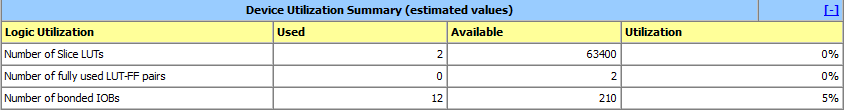 Device Utilization Summary (estimated values) [-]
Logic Utilization Used Available Utilization
Number of Slice LUTs 2 63400 0%
Number of fully used LUT-FF pairs 0 2 0%
Number of bonded IOBs 12 210 5%